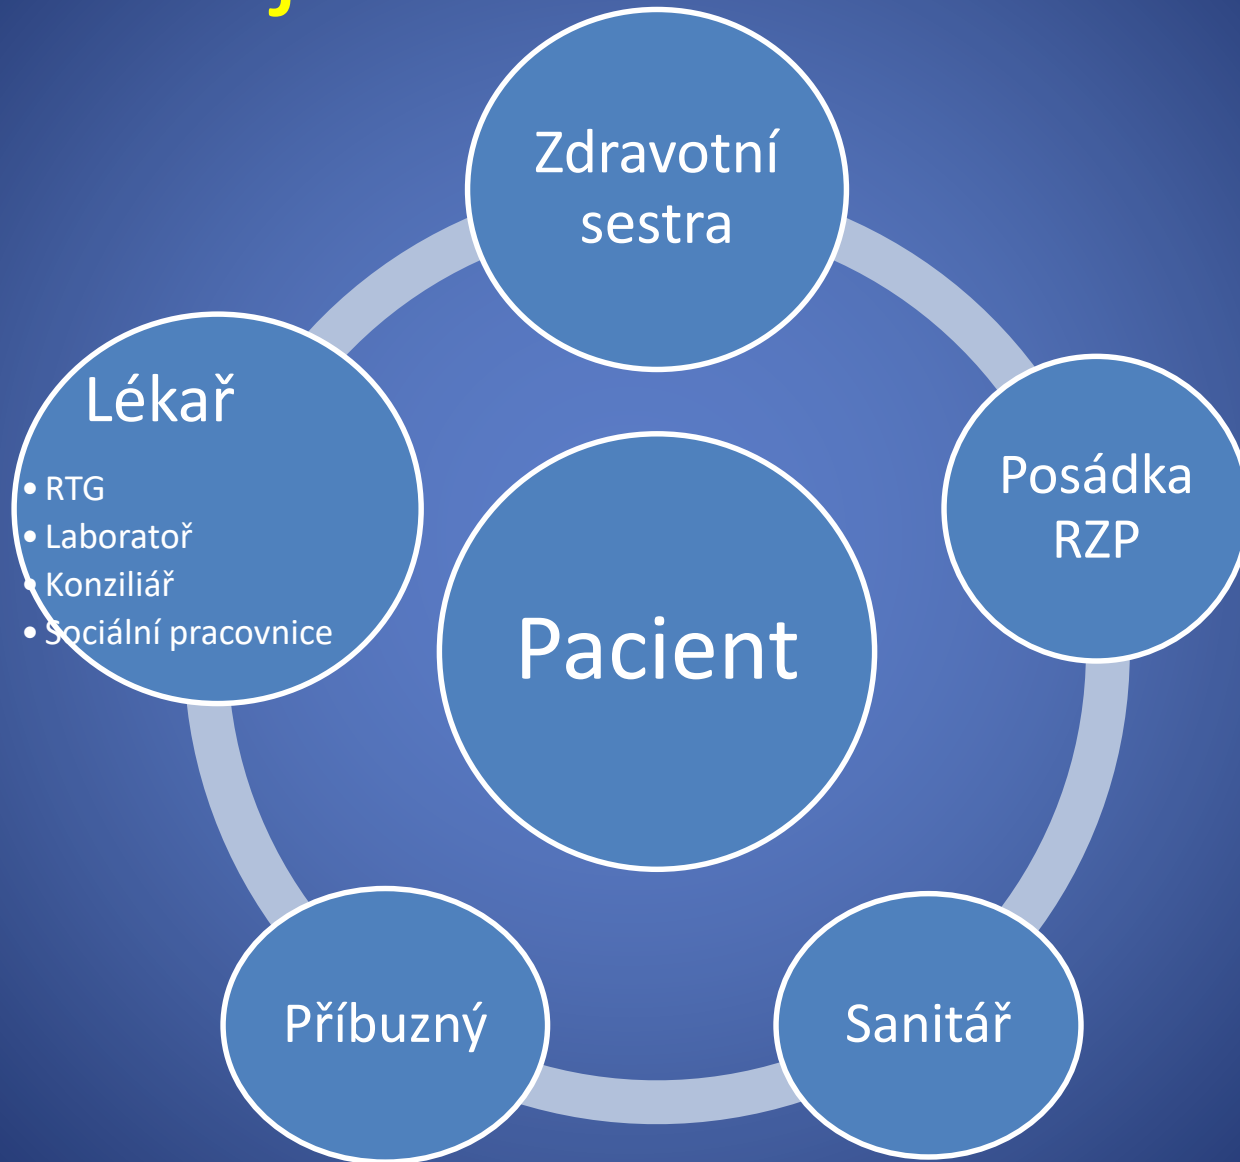 Zdravotní
sestra
Lékař
• RTG
• Laboratoř
• Konziliář
• Sociální pracovnice
Posádka
RZP
Pacient
Příbuzný
Sanitář